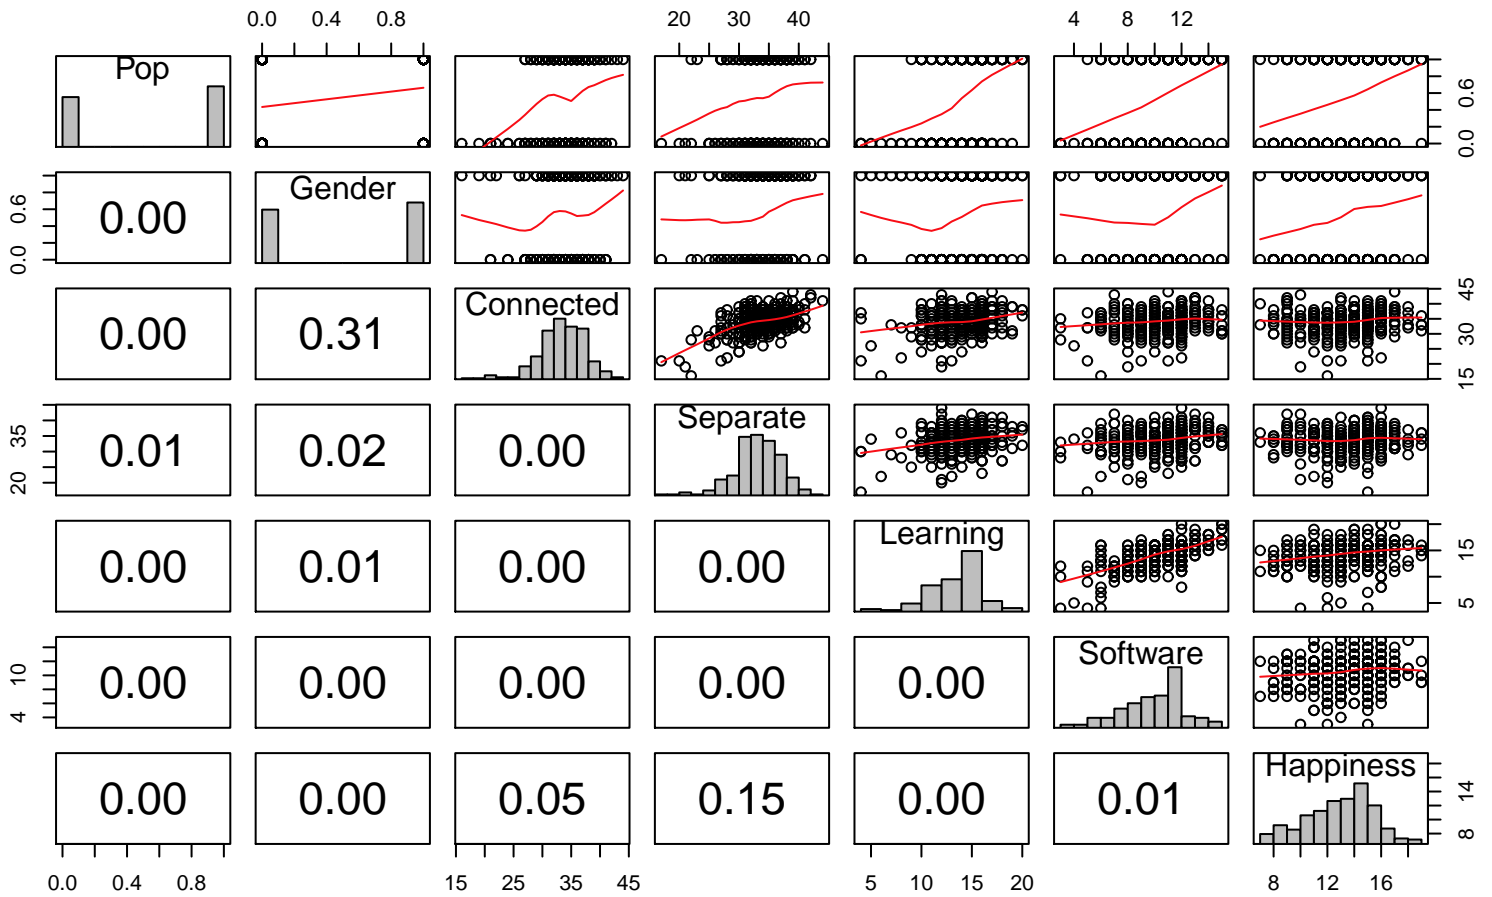 0.0 0.4 0.8 20 30 40 4 8 12
Pop 0.0 0.6
0.0 0.6 0.00 Gender
0.00 0.31 Connected 15 30 45
20 35 0.01 0.02 0.00 Separate
0.00 0.01 0.00 0.00 Learning 5 15
4 10 0.00 0.00 0.00 0.00 0.00 Software
0.00 0.00 0.05 0.15 0.00 0.01 Happiness 8 14
0.0 0.4 0.8 15 25 35 45 5 10 15 20 8 12 16